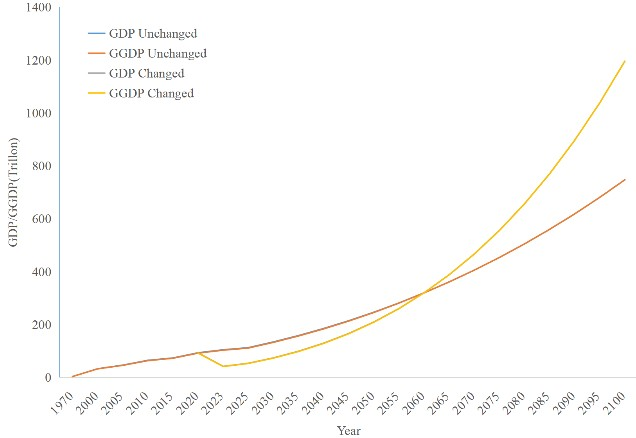 1400
1200
1000
800
600
400
200
0
GDP/GGDP(Trillon)
GDP Unchanged
GGDP Unchanged
GDP Changed
GGDP Changed
1970 2000 2005 2010 2015 2020 2023 2025 2030 2035 2040 2045 2050 2055 2060 2065 2070 2075 2080 2085 2090 2095 2100
Year